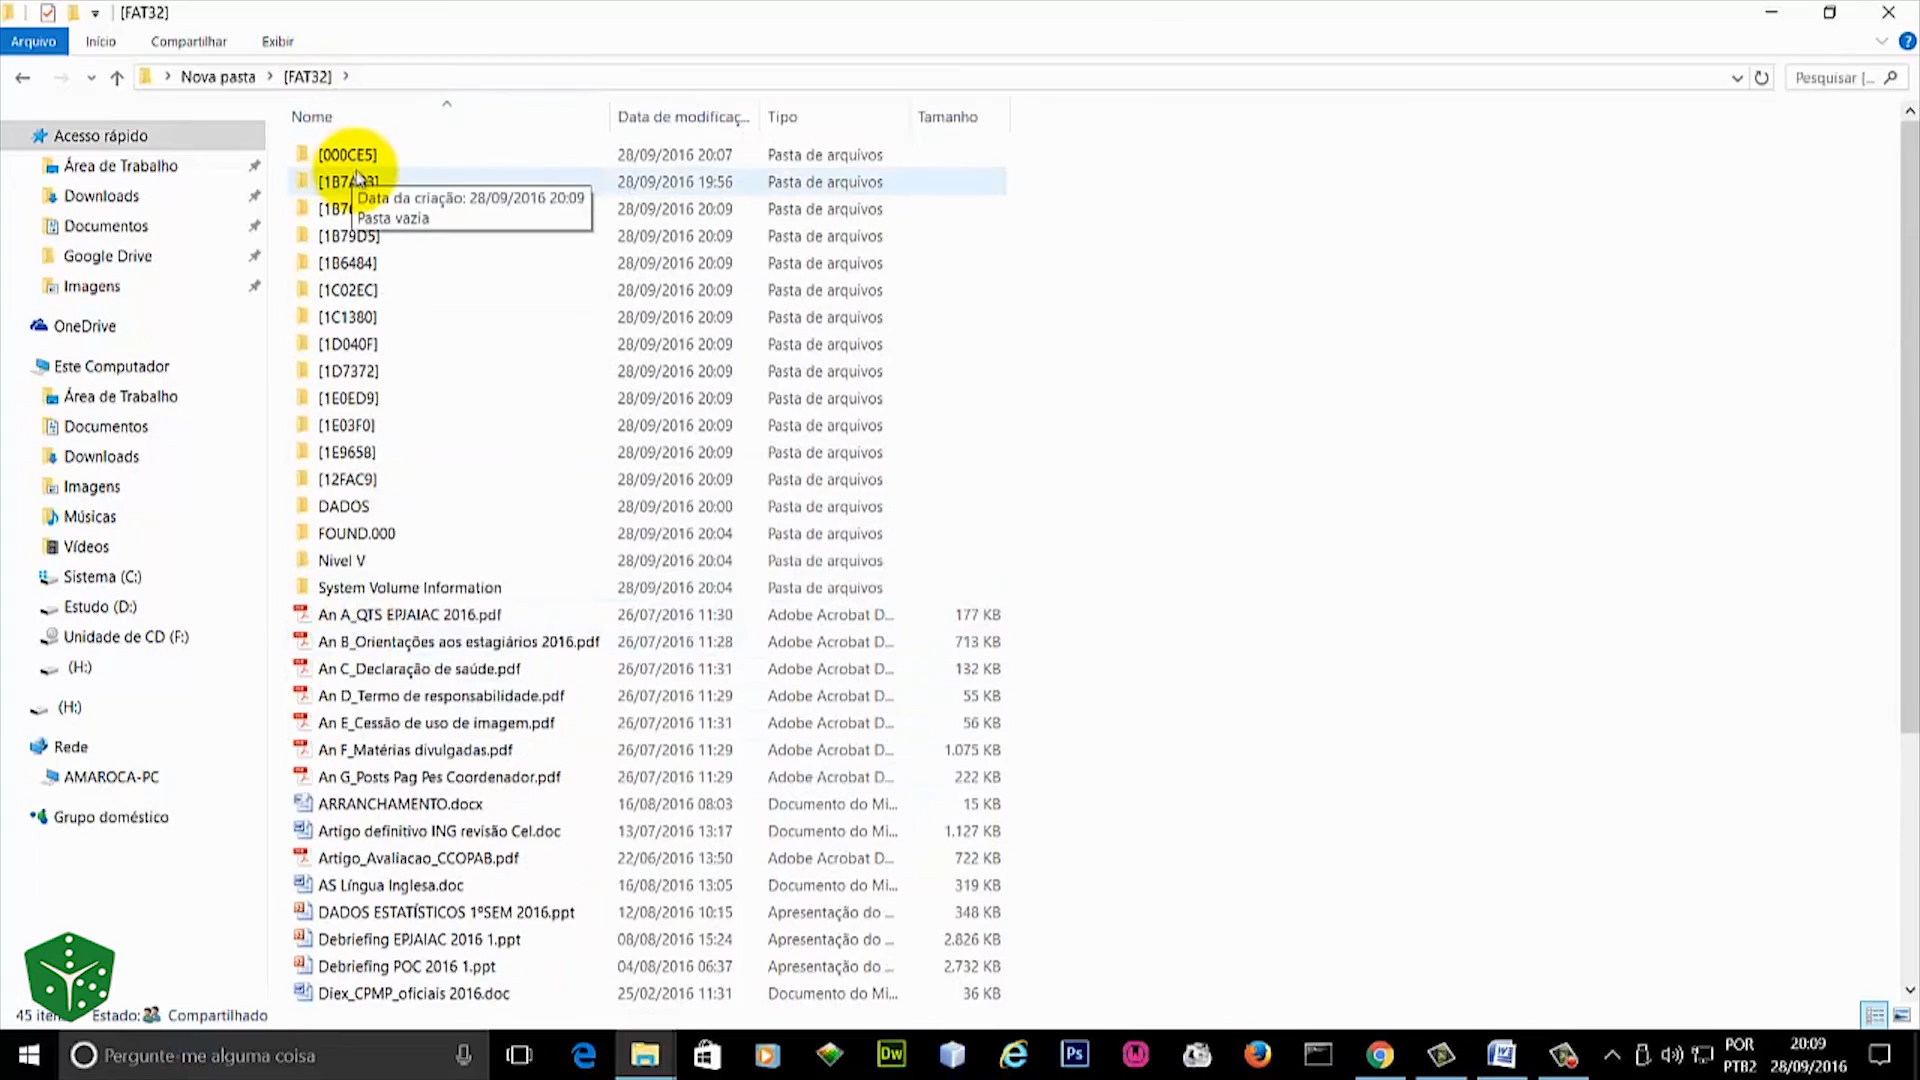 [FAT32]
Arquivo Início Compartilhar Exibir
Nova pasta [FAT32] Pesquisar [...
Nome Data de modificaç... Tipo Tamanho
Acesso rápido
Área de Trabalho
Downloads
Documentos
Google Drive
Imagens
OneDrive
Este Computador
Área de Trabalho
Documentos
Downloads
Imagens
Músicas
Vídeos
Sistema (C:)
Estudo (D:)
Unidade de CD (F:)
(H:)
(H:)
Rede
AMAROCA-PC
Grupo doméstico
[000CE5] 28/09/2016 20:07 Pasta de arquivos
28/09/2016 19:56 Pasta de arquivos
Data da criação: 28/09/2016 20:09
Pasta vazia
28/09/2016 20:09 Pasta de arquivos
[1B79D5] 28/09/2016 20:09 Pasta de arquivos
[1B6484] 28/09/2016 20:09 Pasta de arquivos
[1C02EC] 28/09/2016 20:09 Pasta de arquivos
[1C1380] 28/09/2016 20:09 Pasta de arquivos
[1D040F] 28/09/2016 20:09 Pasta de arquivos
[1D7372] 28/09/2016 20:09 Pasta de arquivos
[1E0ED9] 28/09/2016 20:09 Pasta de arquivos
[1E03F0] 28/09/2016 20:09 Pasta de arquivos
[1E9658] 28/09/2016 20:09 Pasta de arquivos
[12FAC9] 28/09/2016 20:09 Pasta de arquivos
DADOS 28/09/2016 20:00 Pasta de arquivos
FOUND.000 28/09/2016 20:04 Pasta de arquivos
Nivel V 28/09/2016 20:04 Pasta de arquivos
System Volume Information 28/09/2016 20:04 Pasta de arquivos
An A_QTS EPJAIAC 2016.pdf 26/07/2016 11:30 Adobe Acrobat D... 177 KB
An B_Orientações aos estagiários 2016.pdf 26/07/2016 11:28 Adobe Acrobat D... 713 KB
An C_Declaração de saúde.pdf 26/07/2016 11:31 Adobe Acrobat D... 132 KB
An D_Termo de responsabilidade.pdf 26/07/2016 11:29 Adobe Acrobat D... 55 KB
An E_Cessão de uso de imagem.pdf 26/07/2016 11:31 Adobe Acrobat D... 56 KB
An F_Matérias divulgadas.pdf 26/07/2016 11:29 Adobe Acrobat D... 1.075 KB
An G_Posts Pag Pes Coordenador.pdf 26/07/2016 11:29 Adobe Acrobat D... 222 KB
ARRANCHAMENTO.docx 16/08/2016 08:03 Documento do Mi... 15 KB
Artigo definitivo ING revisão Cel.doc 13/07/2016 13:17 Documento do Mi... 1.127 KB
Artigo_Avaliacao_CCOPAB.pdf 22/06/2016 13:50 Adobe Acrobat D... 722 KB
AS Língua Inglesa.doc 16/08/2016 13:05 Documento do Mi... 319 KB
DADOS ESTATÍSTICOS 1ºSEM 2016.ppt 12/08/2016 10:15 Apresentação do ... 348 KB
Debriefing EPJAIAC 2016 1.ppt 08/08/2016 15:24 Apresentação do ... 2.826 KB
Debriefing POC 2016 1.ppt 04/08/2016 06:37 Apresentação do ... 2.732 KB
Diex_CPMP_oficiais 2016.doc 25/02/2016 11:31 Documento do Mi... 36 KB
45 Estado: Compartilhado
Pergunte-me alguma coisa Dw Ps POR 20:09
PTB2 28/09/2016